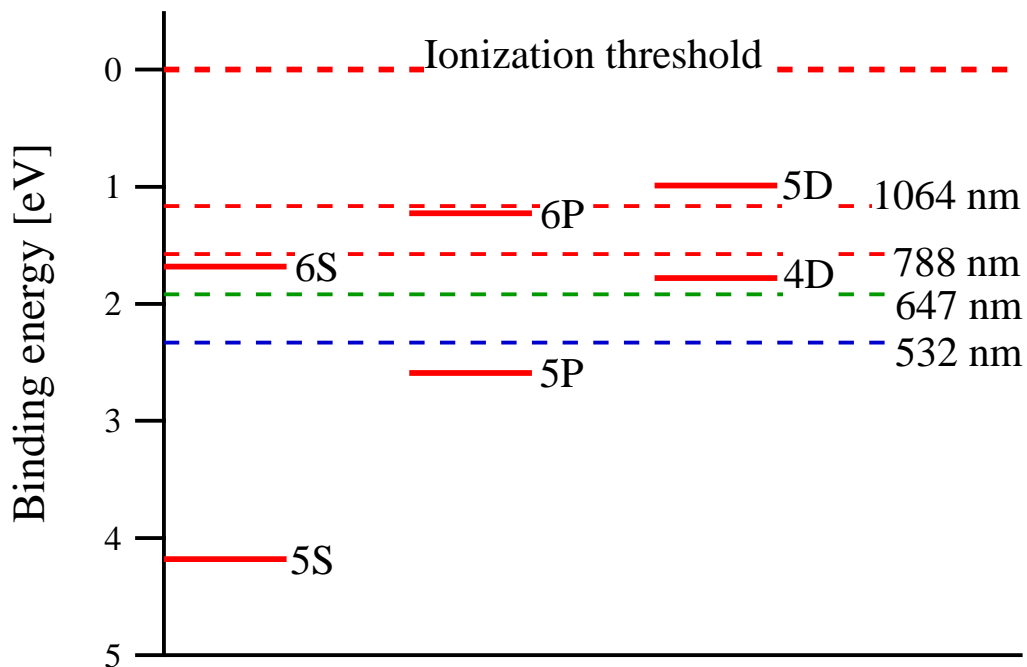 Ionization threshold
0
1
2
3
4
5
Binding energy [eV]
5D
1064 nm
6P
788 nm
6S
4D
647 nm
532 nm
5P
5S